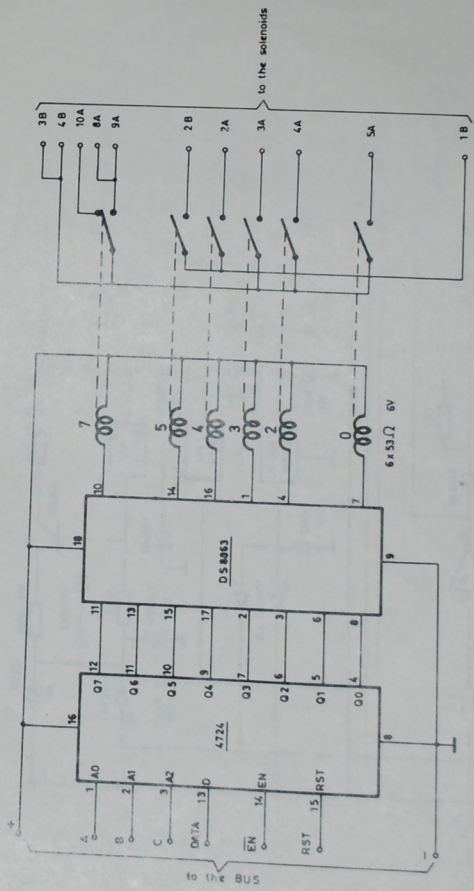 to the solenoids
3B
4B
10A
8A
9A
2B
2A
3A
4A
5A
1B
7
5
4
3
2
0
6 x 53Ω 6V
10
14
16
1
4
7
18
DS8863
9
11
13
15
17
2
3
6
8
12
11
10
9
7
6
5
4
Q7
Q6
Q5
Q4
Q3
Q2
Q1
Q0
16
4724
8
1 A0
2 A1
3 A2
13 D
14 EN
15 RST
+
A
B
C
DATA
EN
RST
–
to the BUS